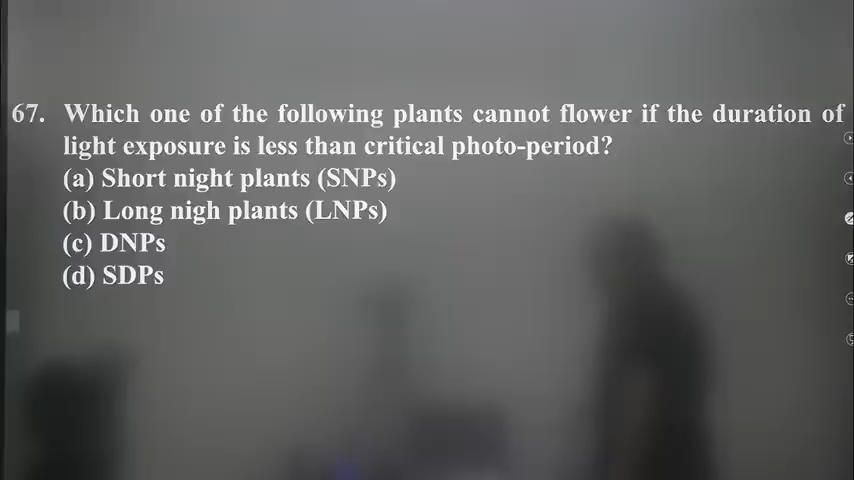 67. Which one of the following plants cannot flower if the duration of
light exposure is less than critical photo-period?
(a) Short night plants (SNPs)
(b) Long nigh plants (LNPs)
(c) DNPs
(d) SDPs